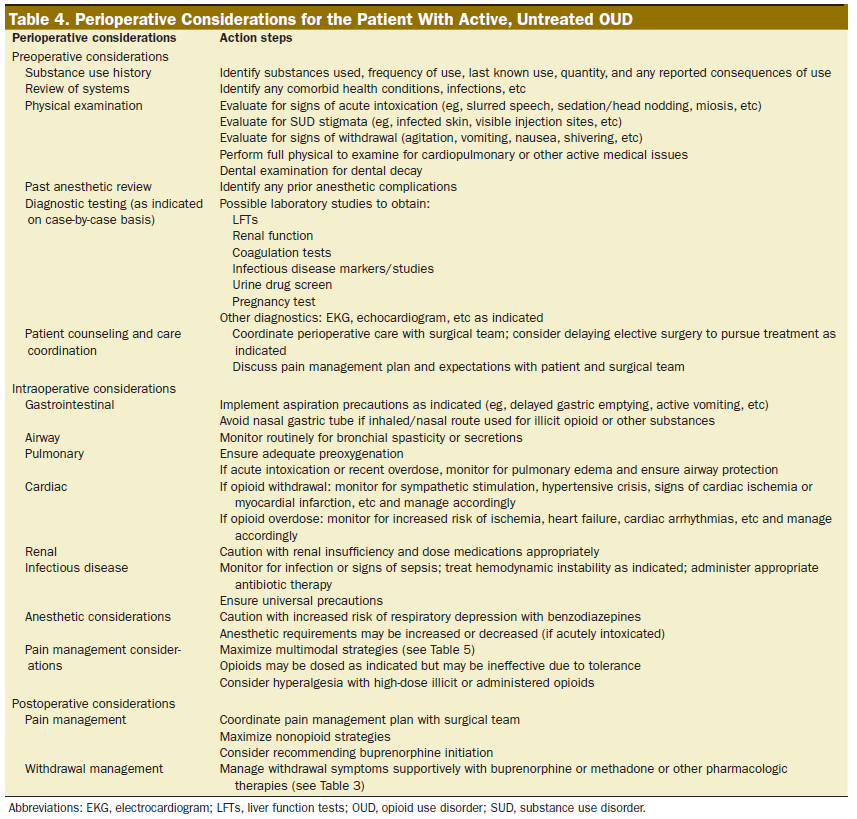 Table 4. Perioperative Considerations for the Patient With Active, Untreated OUD
Perioperative considerations Action steps
Preoperative considerations
Substance use history Identify substances used, frequency of use, last known use, quantity, and any reported consequences of use
Review of systems Identify any comorbid health conditions, infections, etc
Physical examination Evaluate for signs of acute intoxication (eg, slurred speech, sedation/head nodding, miosis, etc)
Evaluate for SUD stigmata (eg, infected skin, visible injection sites, etc)
Evaluate for signs of withdrawal (agitation, vomiting, nausea, shivering, etc)
Perform full physical to examine for cardiopulmonary or other active medical issues
Dental examination for dental decay
Past anesthetic review Identify any prior anesthetic complications
Diagnostic testing (as indicated Possible laboratory studies to obtain:
on case-by-case basis) LFTs
Renal function
Coagulation tests
Infectious disease markers/studies
Urine drug screen
Pregnancy test
Other diagnostics: EKG, echocardiogram, etc as indicated
Patient counseling and care Coordinate perioperative care with surgical team; consider delaying elective surgery to pursue treatment as
coordination indicated
Discuss pain management plan and expectations with patient and surgical team
Intraoperative considerations
Gastrointestinal Implement aspiration precautions as indicated (eg, delayed gastric emptying, active vomiting, etc)
Avoid nasal gastric tube if inhaled/nasal route used for illicit opioid or other substances
Airway Monitor routinely for bronchial spasticity or secretions
Pulmonary Ensure adequate preoxygenation
If acute intoxication or recent overdose, monitor for pulmonary edema and ensure airway protection
Cardiac If opioid withdrawal: monitor for sympathetic stimulation, hypertensive crisis, signs of cardiac ischemia or
myocardial infarction, etc and manage accordingly
If opioid overdose: monitor for increased risk of ischemia, heart failure, cardiac arrhythmias, etc and manage
accordingly
Renal Caution with renal insufficiency and dose medications appropriately
Infectious disease Monitor for infection or signs of sepsis; treat hemodynamic instability as indicated; administer appropriate
antibiotic therapy
Ensure universal precautions
Anesthetic considerations Caution with increased risk of respiratory depression with benzodiazepines
Anesthetic requirements may be increased or decreased (if acutely intoxicated)
Pain management consider- Maximize multimodal strategies (see Table 5)
ations Opioids may be dosed as indicated but may be ineffective due to tolerance
Consider hyperalgesia with high-dose illicit or administered opioids
Postoperative considerations
Pain management Coordinate pain management plan with surgical team
Maximize nonopioid strategies
Consider recommending buprenorphine initiation
Withdrawal management Manage withdrawal symptoms supportively with buprenorphine or methadone or other pharmacologic
therapies (see Table 3)
Abbreviations: EKG, electrocardiogram; LFTs, liver function tests; OUD, opioid use disorder; SUD, substance use disorder.